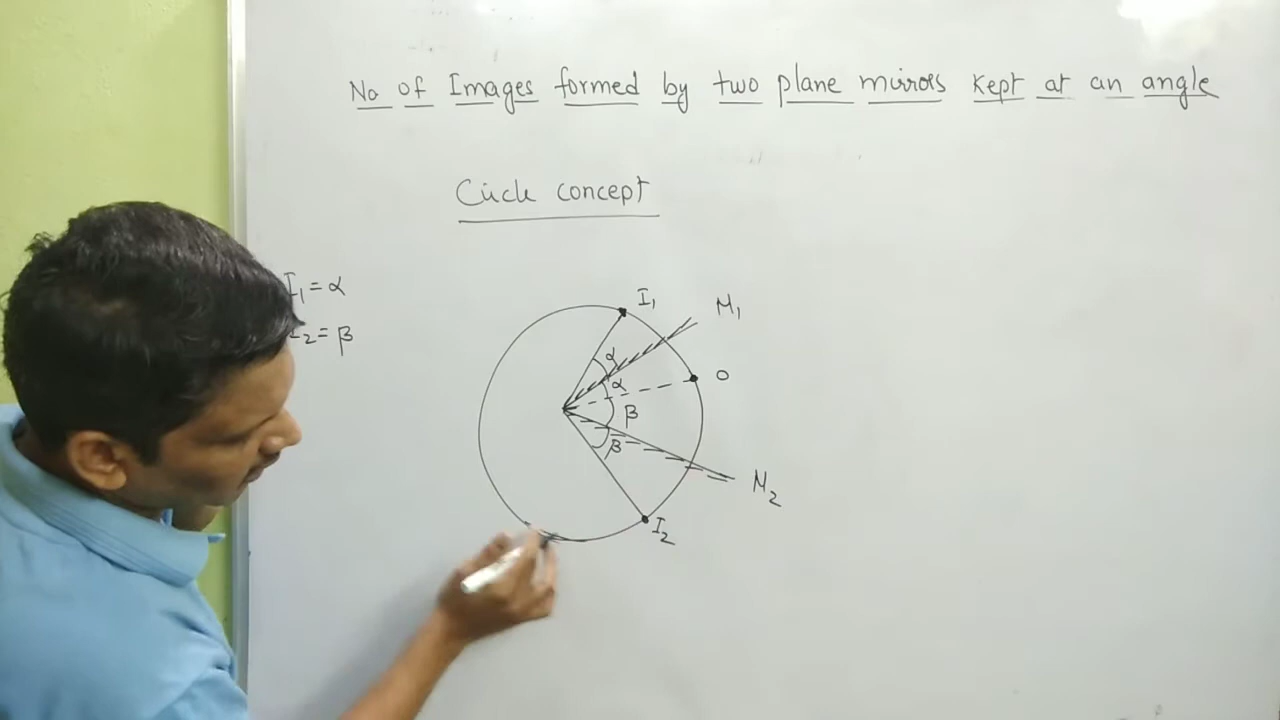 No of Images formed by two plane mirrors kept at an angle
Circle concept
I₁ = α
I₂ = β
I₁
M₁
α
α
O
β
β
M₂
I₂